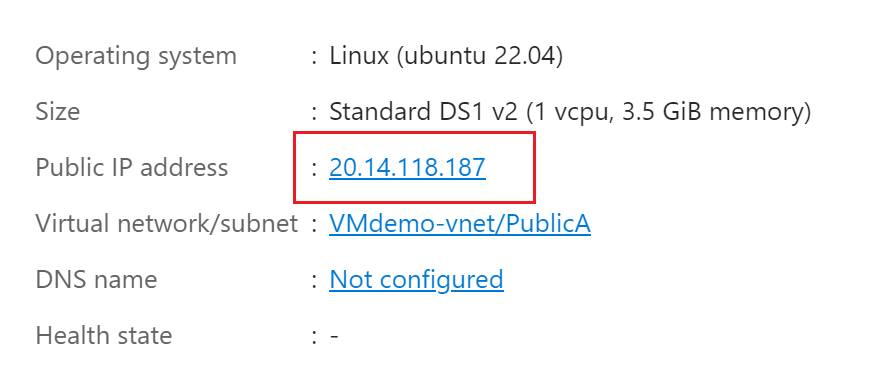 Operating system : Linux (ubuntu 22.04)
Size : Standard DS1 v2 (1 vcpu, 3.5 GiB memory)
Public IP address : 20.14.118.187
Virtual network/subnet : VMdemo-vnet/PublicA
DNS name : Not configured
Health state : -